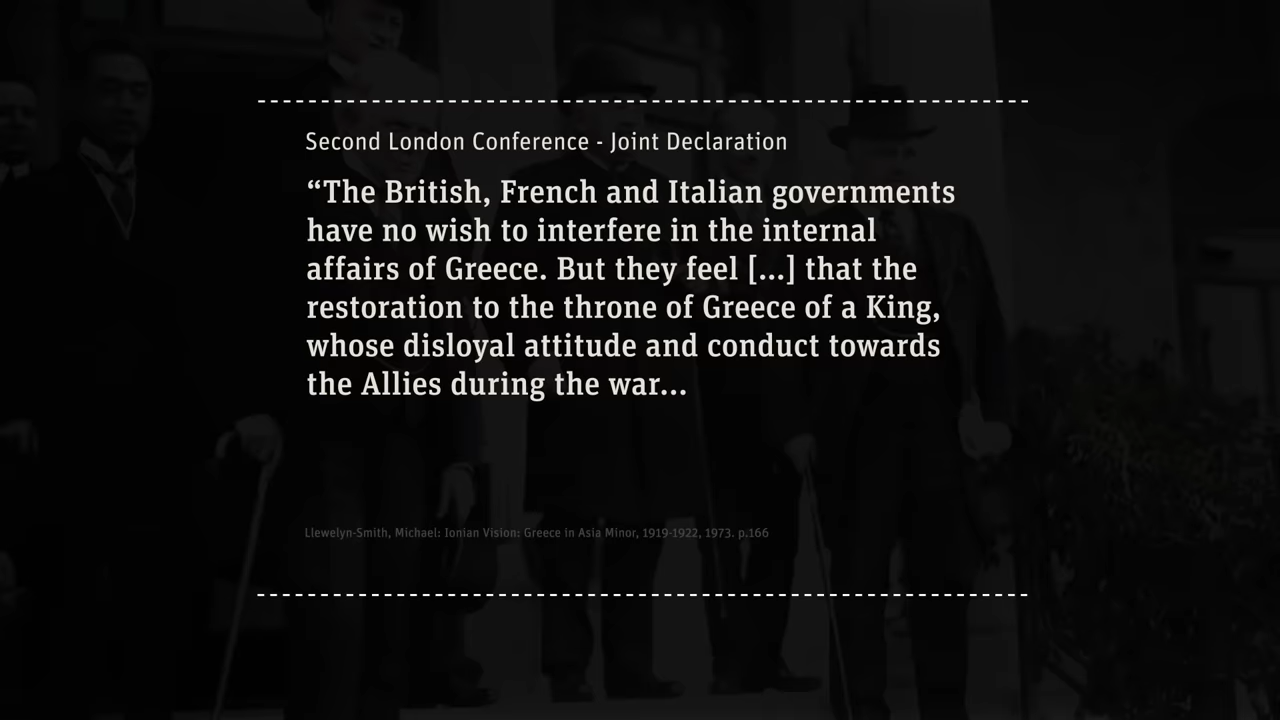 Second London Conference - Joint Declaration
“The British, French and Italian governments
have no wish to interfere in the internal
affairs of Greece. But they feel [...] that the
restoration to the throne of Greece of a King,
whose disloyal attitude and conduct towards
the Allies during the war...
Llewelyn-Smith, Michael: Ionian Vision: Greece in Asia Minor, 1919-1922, 1973. p.166